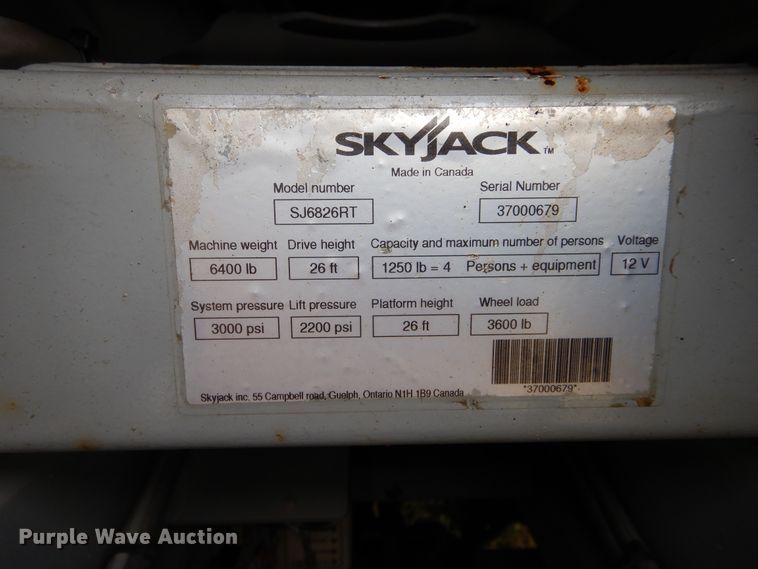 SKYJACK TM
Made in Canada
Model number Serial Number
SJ6826RT 37000679
Machine weight Drive height Capacity and maximum number of persons Voltage
6400 lb 26 ft 1250 lb = 4 Persons + equipment 12 V
System pressure Lift pressure Platform height Wheel load
3000 psi 2200 psi 26 ft 3600 lb
*37000679*
Skyjack inc. 55 Campbell road, Guelph, Ontario N1H 1B9 Canada
Purple Wave Auction